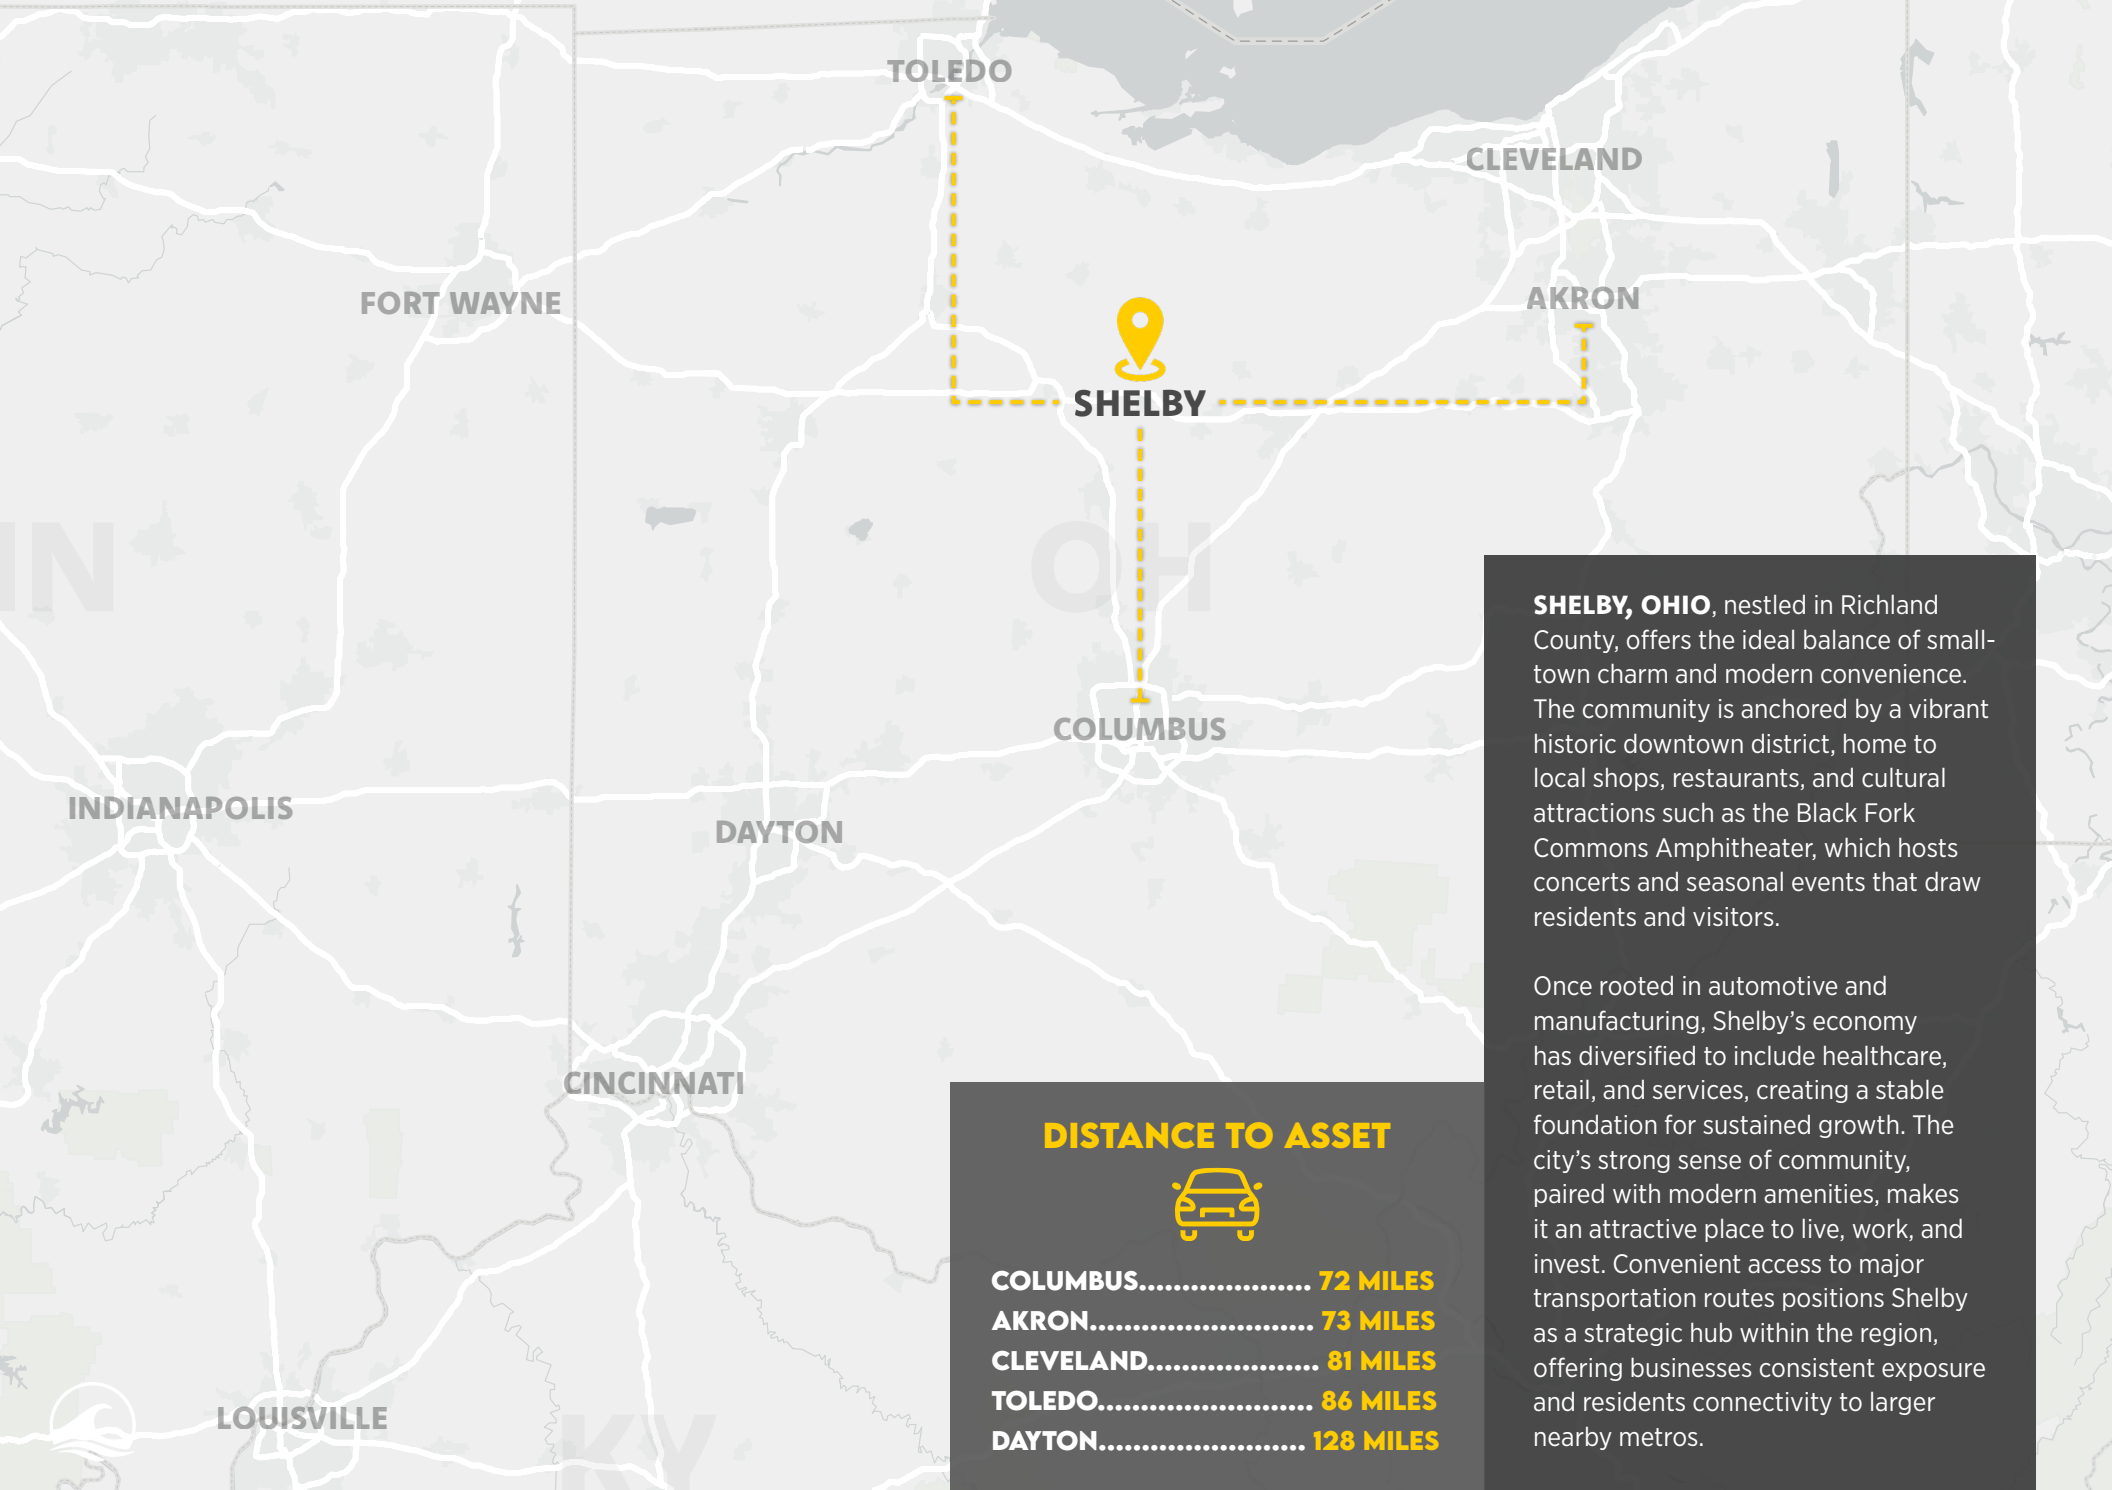 TOLEDO
CLEVELAND
FORT WAYNE
AKRON
SHELBY
IN
OH
COLUMBUS
INDIANAPOLIS
DAYTON
CINCINNATI
LOUISVILLE
KY
DISTANCE TO ASSET
COLUMBUS.................... 72 MILES
AKRON.......................... 73 MILES
CLEVELAND.................... 81 MILES
TOLEDO......................... 86 MILES
DAYTON........................ 128 MILES
SHELBY, OHIO, nestled in Richland
County, offers the ideal balance of small-
town charm and modern convenience.
The community is anchored by a vibrant
historic downtown district, home to
local shops, restaurants, and cultural
attractions such as the Black Fork
Commons Amphitheater, which hosts
concerts and seasonal events that draw
residents and visitors.
Once rooted in automotive and
manufacturing, Shelby’s economy
has diversified to include healthcare,
retail, and services, creating a stable
foundation for sustained growth. The
city’s strong sense of community,
paired with modern amenities, makes
it an attractive place to live, work, and
invest. Convenient access to major
transportation routes positions Shelby
as a strategic hub within the region,
offering businesses consistent exposure
and residents connectivity to larger
nearby metros.